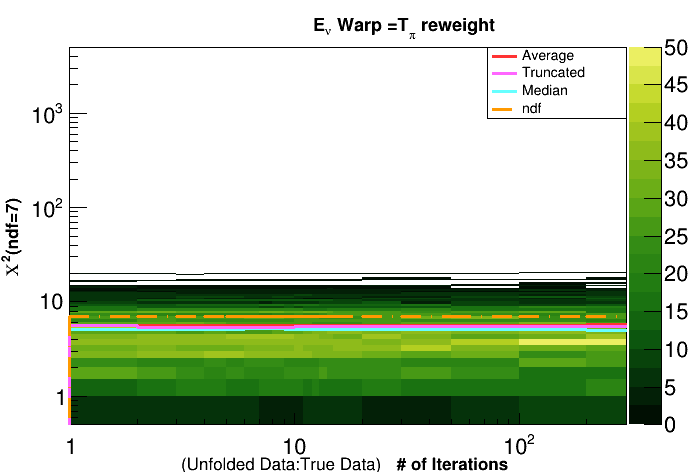 E_ν Warp =T_π reweight
Average
Truncated
Median
ndf
χ²(ndf=7)
10³
10²
10
1
1
10
10²
50
45
40
35
30
25
20
15
10
5
0
(Unfolded Data:True Data) # of Iterations